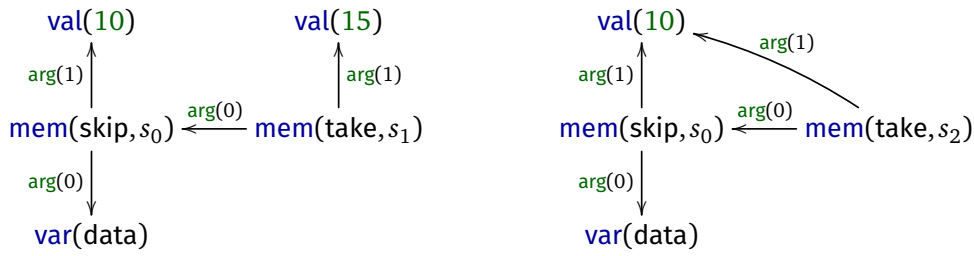 val(10) val(15) val(10)
arg(1) arg(1) arg(1) arg(1)
mem(skip, s₀) arg(0) mem(take, s₁) mem(skip, s₀) arg(0) mem(take, s₂)
arg(0) arg(0)
var(data) var(data)